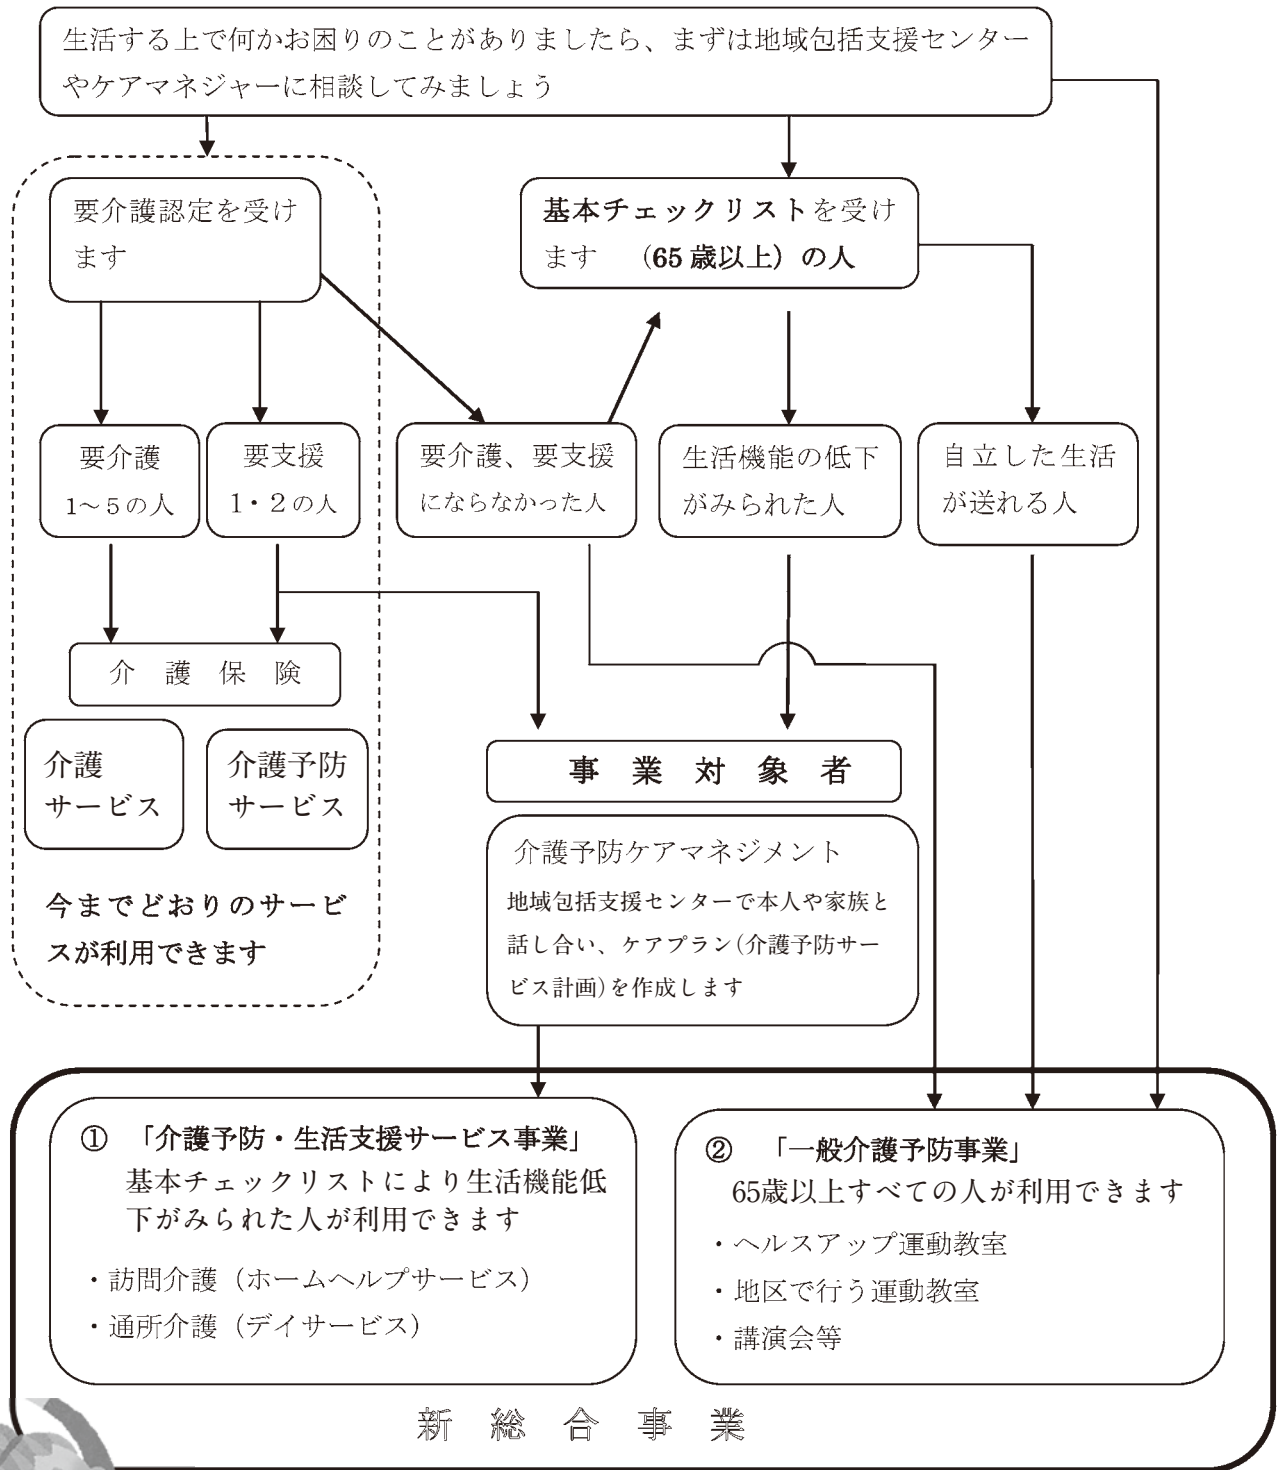 生活する上で何かお困りのことがありましたら、まずは地域包括支援センター
やケアマネジャーに相談してみましょう
要介護認定を受け
ます
基本チェックリストを受け
ます　（65 歳以上）の人
要介護
1～５の人
要支援
1・２の人
要介護、要支援
にならなかった人
生活機能の低下
がみられた人
自立した生活
が送れる人
介　護　保　険
介護
サービス
介護予防
サービス
今までどおりのサービ
スが利用できます
事　業　対　象　者
介護予防ケアマネジメント
地域包括支援センターで本人や家族と
話し合い、ケアプラン(介護予防サー
ビス計画)を作成します
①　「介護予防・生活支援サービス事業」
基本チェックリストにより生活機能低
下がみられた人が利用できます
・訪問介護（ホームヘルプサービス）
・通所介護（デイサービス）
②　「一般介護予防事業」
65歳以上すべての人が利用できます
・ヘルスアップ運動教室
・地区で行う運動教室
・講演会等
新　総　合　事　業